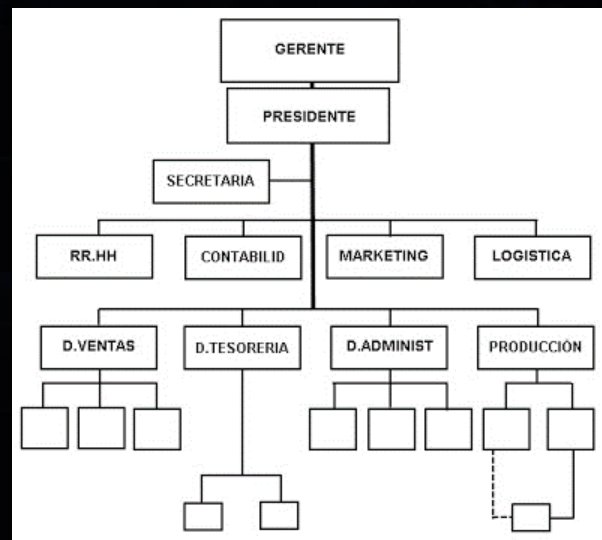 GERENTE
PRESIDENTE
SECRETARIA
RR.HH
CONTABILID
MARKETING
LOGISTICA
D.VENTAS
D.TESORERIA
D.ADMINIST
PRODUCCIÓN